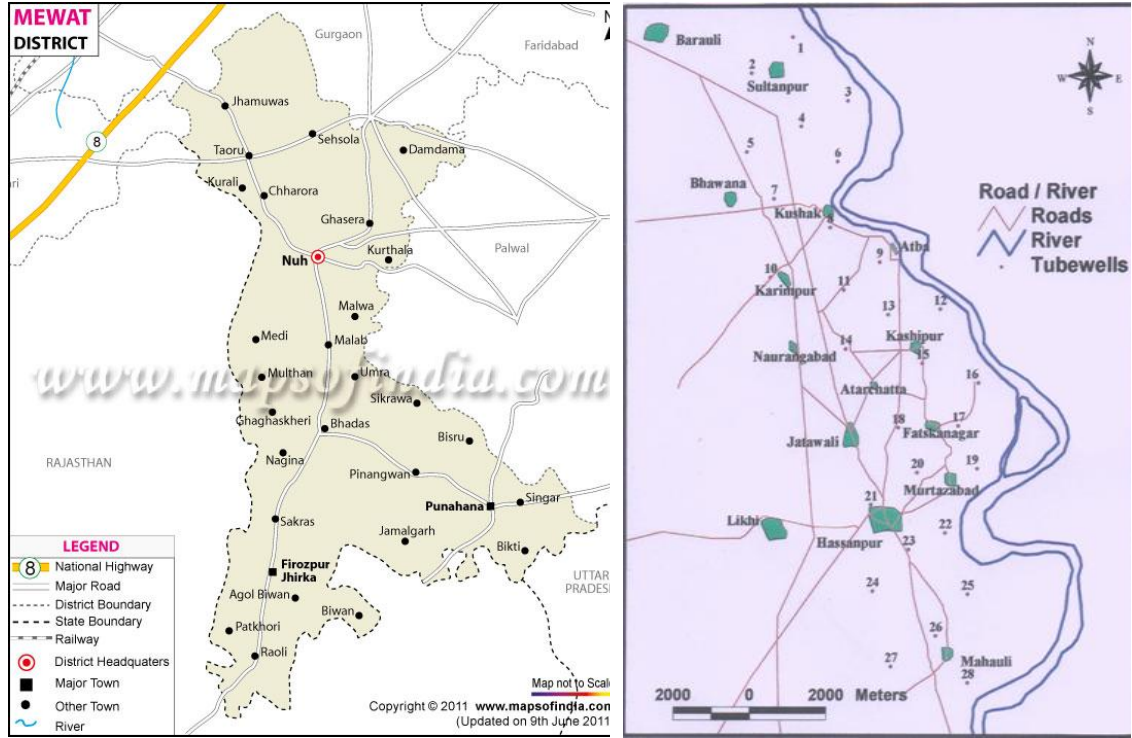 MEWAT
DISTRICT
Gurgaon
Faridabad
8
Jhamuwas
Sehsola
Taoru
Damdama
Kurali
Chharora
Ghasera
Palwal
Nuh
Kurthala
Malwa
Medi
Malab
www.mapsofindia.com
Multhan
Umra
Sikrawa
Ghaghaskheri
Bhadas
Bisru
RAJASTHAN
Nagina
Pinangwan
Punahana
Singar
Sakras
Jamalgarh
Bikti
Firozpur
Jhirka
UTTAR
Agol Biwan
Biwan
Patkhori
Raoli
LEGEND
8 National Highway
Major Road
District Boundary
State Boundary
Railway
District Headquaters
Major Town
Other Town
River
Map not to Scale
Copyright © 2011 www.mapsofindia.com
(Updated on 9th June 2011
Barauli
1
2
Sultanpur
3
4
5
6
N
W E
S
Bhawana
7
Kushak
8
Road / River
Roads
River
Tubewells
Atba
9
10
Karimpur
11
12
13
14
Kashipur
15
Naurangabad
Atarchatta
16
17
18
Fatskanagar
Jatawali
19
20
Murtazabad
21
Likhi
Hassanpur
22
23
24
25
26
27
Mahauli
28
2000 0 2000 Meters